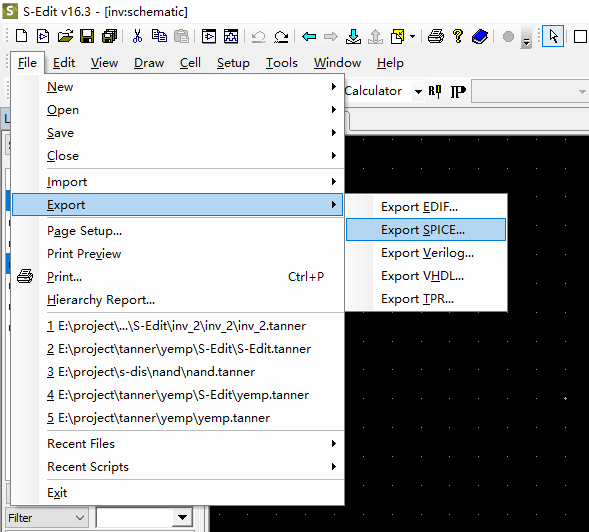 S-Edit v16.3 - [inv:schematic]
File Edit View Draw Cell Setup Tools Window Help
New
Open
Save
Close
Import
Export
Page Setup...
Print Preview
Print... Ctrl+P
Hierarchy Report...
1 E:\project\...\S-Edit\inv_2\inv_2.tanner
2 E:\project\tanner\yemp\S-Edit\S-Edit.tanner
3 E:\project\s-dis\nand\nand.tanner
4 E:\project\tanner\yemp\S-Edit\yemp.tanner
5 E:\project\tanner\yemp\yemp.tanner
Recent Files
Recent Scripts
Exit
Calculator
Export EDIF...
Export SPICE...
Export Verilog...
Export VHDL...
Export TPR...
Filter